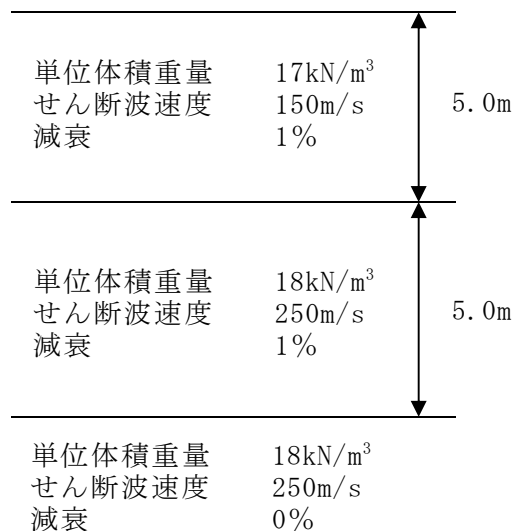 単位体積重量 17kN/m³
せん断波速度 150m/s
減衰 1%
5.0m
単位体積重量 18kN/m³
せん断波速度 250m/s
減衰 1%
5.0m
単位体積重量 18kN/m³
せん断波速度 250m/s
減衰 0%